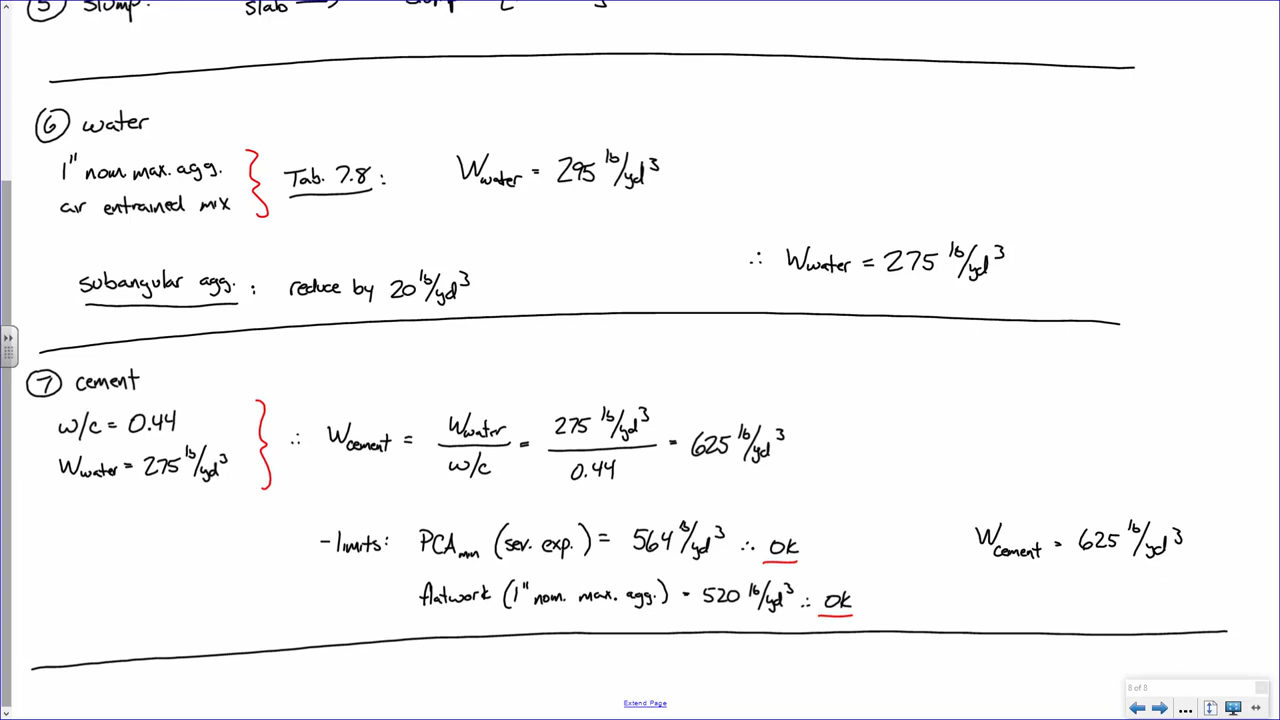 ⑤ slump: slab
⑥ water
1" nom. max. agg.
air entrained mix
Tab. 7.8 :
W_water = 295 lb/yd³
subangular agg. : reduce by 20 lb/yd³
∴ W_water = 275 lb/yd³
⑦ cement
w/c = 0.44
W_water = 275 lb/yd³
∴ W_cement = W_water / w/c = 275 lb/yd³ / 0.44 = 625 lb/yd³
- limits: PCA_min (sev. exp.) = 564 lb/yd³ ∴ OK
flatwork (1" nom. max. agg.) = 520 lb/yd³ ∴ OK
W_cement = 625 lb/yd³
Extend Page
8 of 8